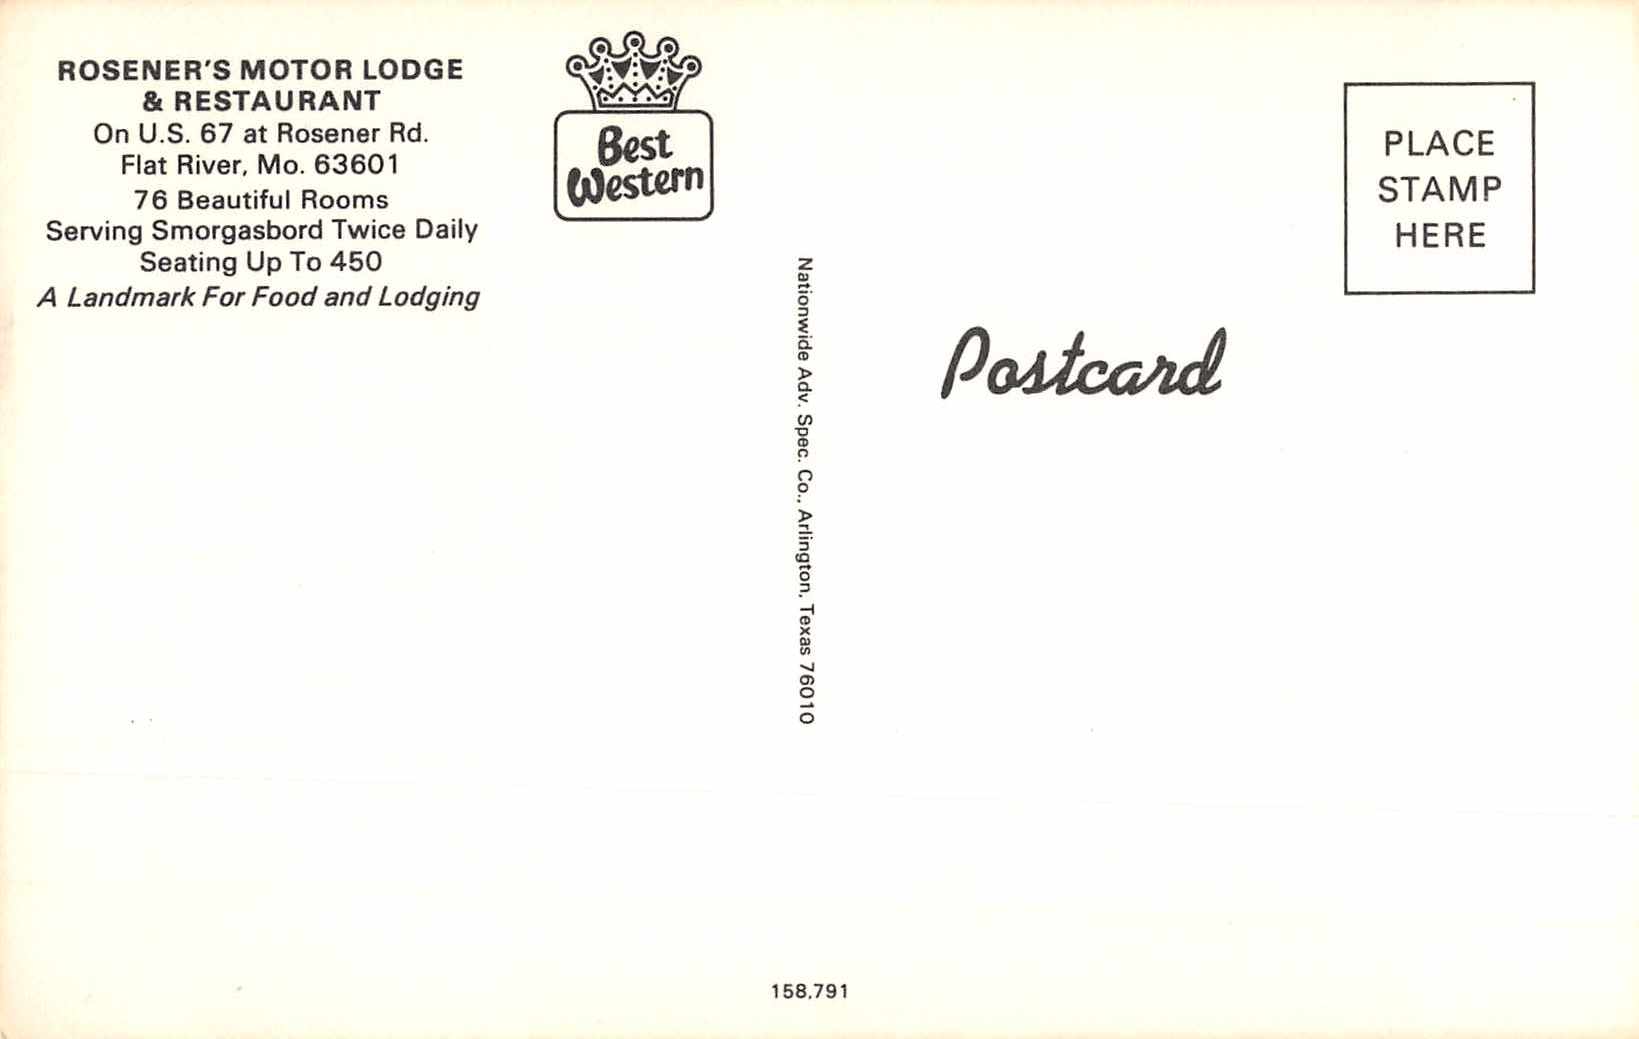 ROSENER'S MOTOR LODGE
& RESTAURANT
On U.S. 67 at Rosener Rd.
Flat River, Mo. 63601
76 Beautiful Rooms
Serving Smorgasbord Twice Daily
Seating Up To 450
A Landmark For Food and Lodging
Best
Western
Nationwide Adv. Spec. Co., Arlington, Texas 76010
PLACE
STAMP
HERE
Postcard
158,791